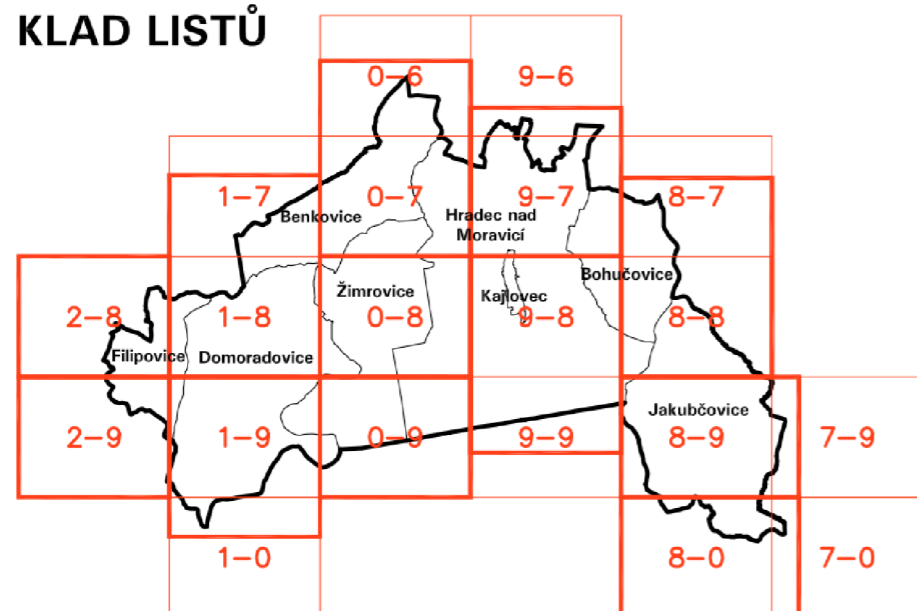 KLAD LISTŮ
0-6
9-6
1-7
0-7
9-7
8-7
Benkovice
Hradec nad
Moravicí
Bohučovice
Žimrovice
Kajlovec
2-8
1-8
0-8
9-8
8-8
Filipovice
Domoradovice
Jakubčovice
2-9
1-9
0-9
9-9
8-9
7-9
1-0
8-0
7-0